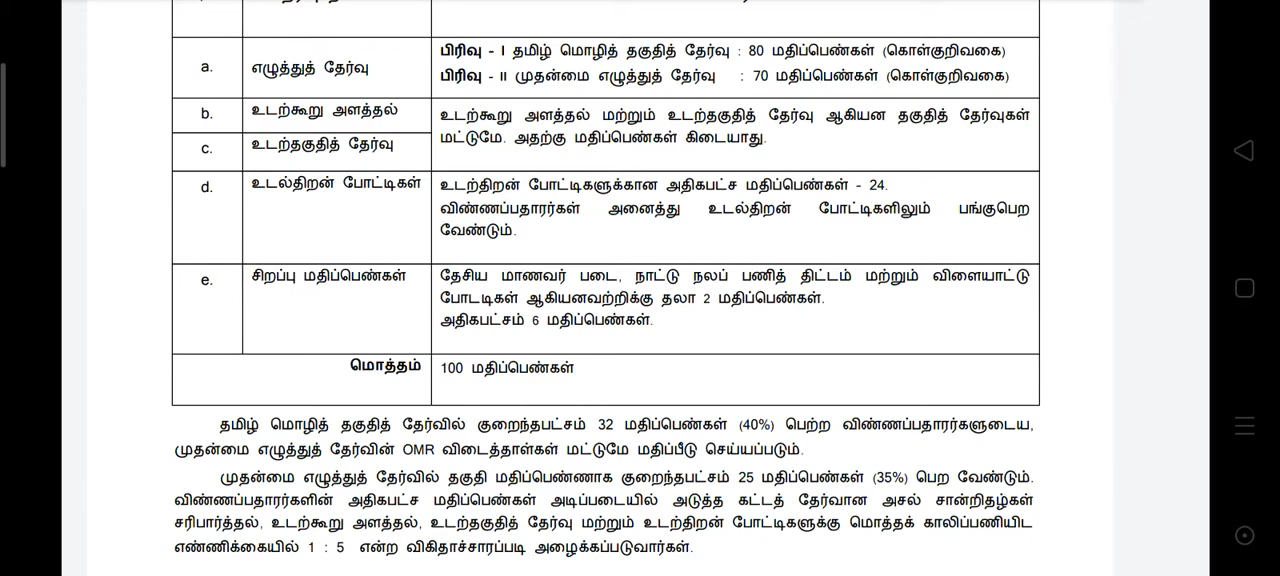 a.
எழுத்துத் தேர்வு
பிரிவு - I தமிழ் மொழித் தகுதித் தேர்வு : 80 மதிப்பெண்கள் (கொள்குறிவகை)
பிரிவு - II முதன்மை எழுத்துத் தேர்வு : 70 மதிப்பெண்கள் (கொள்குறிவகை)
b.
உடற்கூறு அளத்தல்
c.
உடற்தகுதித் தேர்வு
உடற்கூறு அளத்தல் மற்றும் உடற்தகுதித் தேர்வு ஆகியன தகுதித் தேர்வுகள்
மட்டுமே. அதற்கு மதிப்பெண்கள் கிடையாது.
d.
உடல்திறன் போட்டிகள்
உடற்திறன் போட்டிகளுக்கான அதிகபட்ச மதிப்பெண்கள் - 24.
விண்ணப்பதாரர்கள் அனைத்து உடல்திறன் போட்டிகளிலும் பங்குபெற
வேண்டும்.
e.
சிறப்பு மதிப்பெண்கள்
தேசிய மாணவர் படை, நாட்டு நலப் பணித் திட்டம் மற்றும் விளையாட்டு
போடடிகள் ஆகியனவற்றிக்கு தலா 2 மதிப்பெண்கள்.
அதிகபட்சம் 6 மதிப்பெண்கள்.
மொத்தம்
100 மதிப்பெண்கள்
தமிழ் மொழித் தகுதித் தேர்வில் குறைந்தபட்சம் 32 மதிப்பெண்கள் (40%) பெற்ற விண்ணப்பதாரர்களுடைய,
முதன்மை எழுத்துத் தேர்வின் OMR விடைத்தாள்கள் மட்டுமே மதிப்பீடு செய்யப்படும்.
முதன்மை எழுத்துத் தேர்வில் தகுதி மதிப்பெண்ணாக குறைந்தபட்சம் 25 மதிப்பெண்கள் (35%) பெற வேண்டும்.
விண்ணப்பதாரர்களின் அதிகபட்ச மதிப்பெண்கள் அடிப்படையில் அடுத்த கட்டத் தேர்வான அசல் சான்றிதழ்கள்
சரிபார்த்தல், உடற்கூறு அளத்தல், உடற்தகுதித் தேர்வு மற்றும் உடற்திறன் போட்டிகளுக்கு மொத்தக் காலிப்பணியிட
எண்ணிக்கையில் 1 : 5 என்ற விகிதாச்சாரப்படி அழைக்கப்படுவார்கள்.